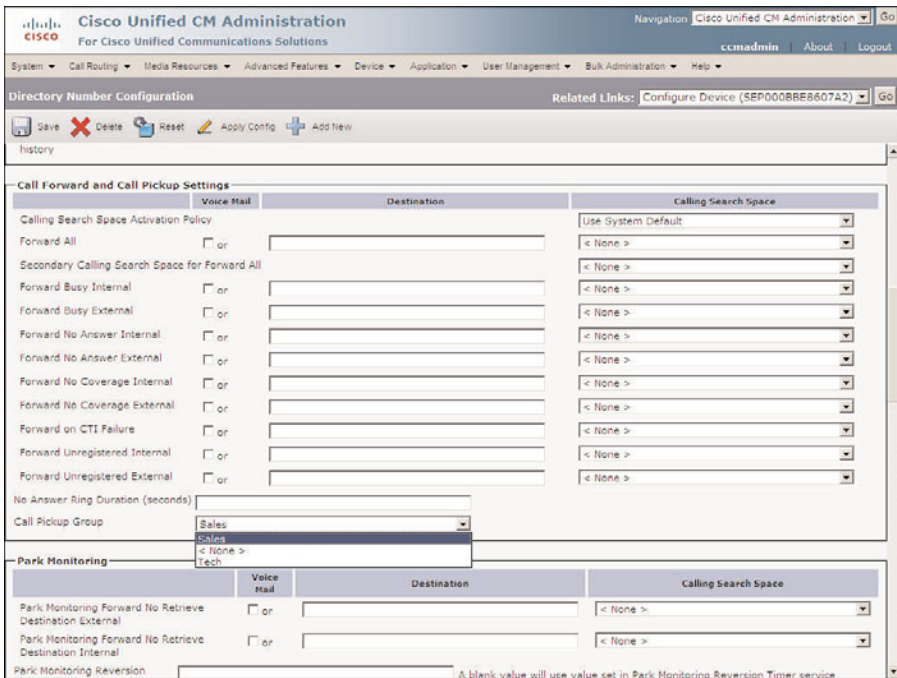 cisco
Cisco Unified CM Administration
For Cisco Unified Communications Solutions
Navigation Cisco Unified CM Administration Go
ccmadmin About Logout
System Call Routing Media Resources Advanced Features Device Application User Management Bulk Administration Help
Directory Number Configuration
Related Links: Configure Device (SEP000BBE8607A2) Go
Save Delete Reset Apply Config Add New
history
Call Forward and Call Pickup Settings
Voice Mail Destination Calling Search Space
Calling Search Space Activation Policy Use System Default
Forward All or < None >
Secondary Calling Search Space for Forward All < None >
Forward Busy Internal or < None >
Forward Busy External or < None >
Forward No Answer Internal or < None >
Forward No Answer External or < None >
Forward No Coverage Internal or < None >
Forward No Coverage External or < None >
Forward on CTI Failure or < None >
Forward Unregistered Internal or < None >
Forward Unregistered External or < None >
No Answer Ring Duration (seconds)
Call Pickup Group Sales
Sales
< None >
Tech
Park Monitoring
Voice Mail Destination Calling Search Space
Park Monitoring Forward No Retrieve Destination External or < None >
Park Monitoring Forward No Retrieve Destination Internal or < None >
Park Monitoring Reversion A blank value will use value set in Park Monitoring Reversion Timer service